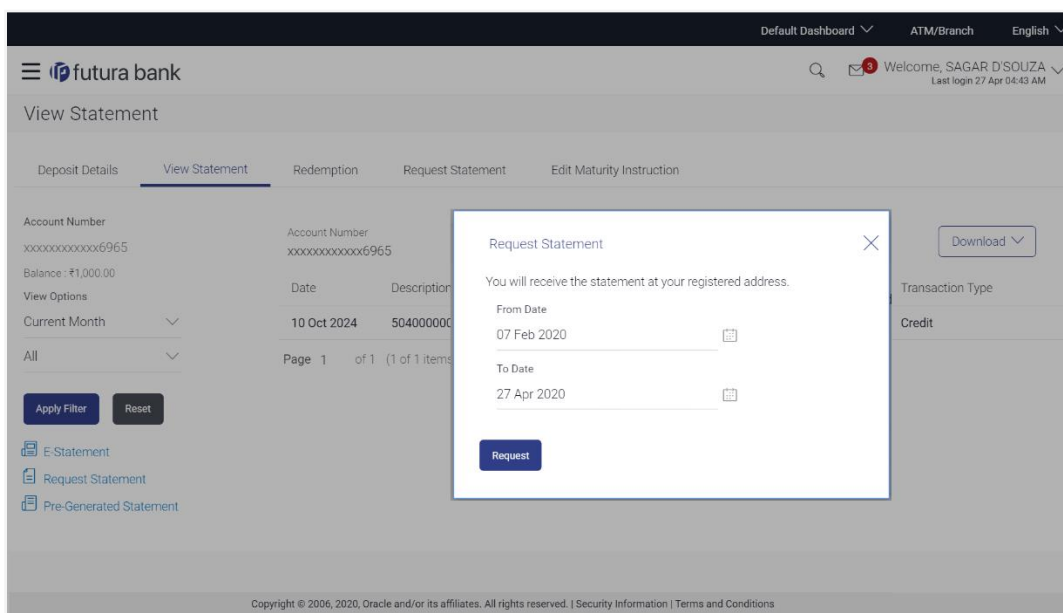 Default Dashboard ATM/Branch English
futura bank
3 Welcome, SAGAR D'SOUZA
Last login 27 Apr 04:43 AM
View Statement
Deposit Details View Statement Redemption Request Statement Edit Maturity Instruction
Account Number
xxxxxxxxxxxx6965
Balance : ₹1,000.00
View Options
Current Month
All
Apply Filter Reset
E-Statement
Request Statement
Pre-Generated Statement
Account Number
xxxxxxxxxxxx6965
Download
Date Description Transaction Type
10 Oct 2024 504000000 Credit
Page 1 of 1 (1 of 1 items
Request Statement
You will receive the statement at your registered address.
From Date
07 Feb 2020
To Date
27 Apr 2020
Request
Copyright © 2006, 2020, Oracle and/or its affiliates. All rights reserved. | Security Information | Terms and Conditions